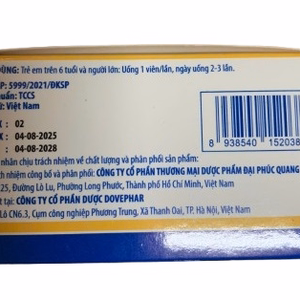 DÙNG: Trẻ em trên 6 tuổi và người lớn: Uống 1 viên/lần, ngày uống 2-3 lần.
P: 5999/2021/ĐKSP
chuẩn: TCCS
ứ: Việt Nam
X : 02
X : 04-08-2025
: 04-08-2028
nhân chịu trách nhiệm về chất lượng và phân phối sản phẩm:
ch nhiệm công bố và phân phối: CÔNG TY CỔ PHẦN THƯƠNG MẠI DƯỢC PHẨM ĐẠI PHÚC QUANG
25, Đường Lò Lu, Phường Long Phước, Thành phố Hồ Chí Minh, Việt Nam
t tại: CÔNG TY CỔ PHẦN DƯỢC DOVEPHAR
Lô CN6.3, Cụm công nghiệp Phương Trung, Xã Thanh Oai, TP. Hà Nội, Việt Nam
8 938540 152038